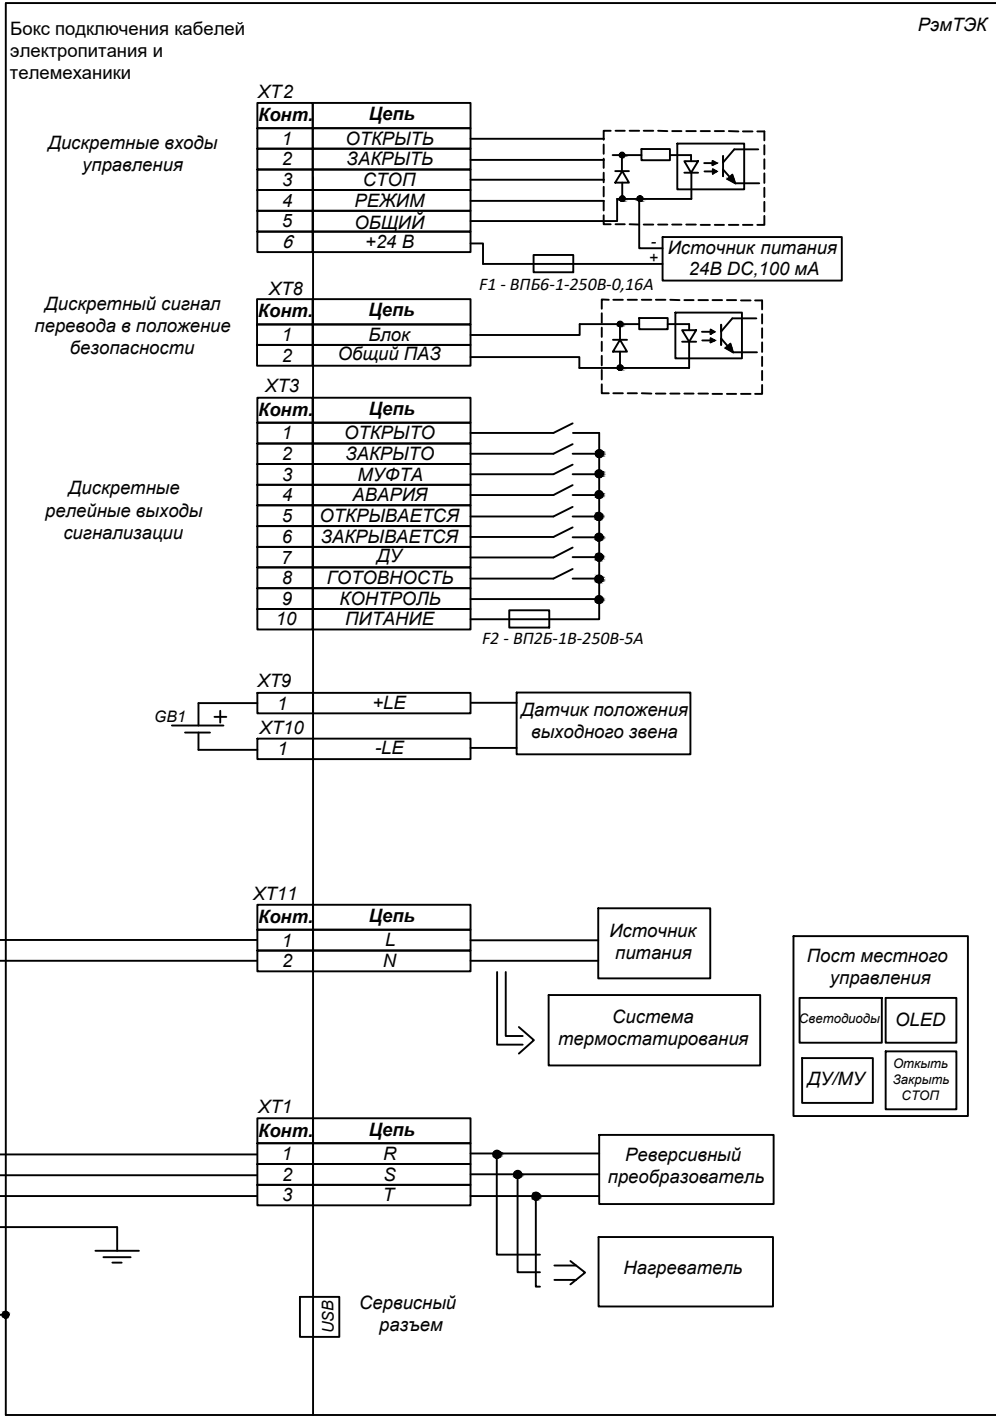 Бокс подключения кабелей
электропитания и
телемеханики
РэмТЭК
Дискретные входы
управления
XT2
Конт. Цепь
1 ОТКРЫТЬ
2 ЗАКРЫТЬ
3 СТОП
4 РЕЖИМ
5 ОБЩИЙ
6 +24 В
-
+
Источник питания
24В DC,100 мА
F1 - ВПБ6-1-250В-0,16А
Дискретный сигнал
перевода в положение
безопасности
XT8
Конт. Цепь
1 Блок
2 Общий ПАЗ
Дискретные
релейные выходы
сигнализации
XT3
Конт. Цепь
1 ОТКРЫТО
2 ЗАКРЫТО
3 МУФТА
4 АВАРИЯ
5 ОТКРЫВАЕТСЯ
6 ЗАКРЫВАЕТСЯ
7 ДУ
8 ГОТОВНОСТЬ
9 КОНТРОЛЬ
10 ПИТАНИЕ
F2 - ВП2Б-1В-250В-5А
GB1 +
XT9
1 +LE
XT10
1 -LE
Датчик положения
выходного звена
XT11
Конт. Цепь
1 L
2 N
Источник
питания
Система
термостатирования
Пост местного
управления
Светодиоды
OLED
ДУ/МУ
Откыть
Закрыть
СТОП
XT1
Конт. Цепь
1 R
2 S
3 T
Реверсивный
преобразователь
Нагреватель
USB
Сервисный
разъем